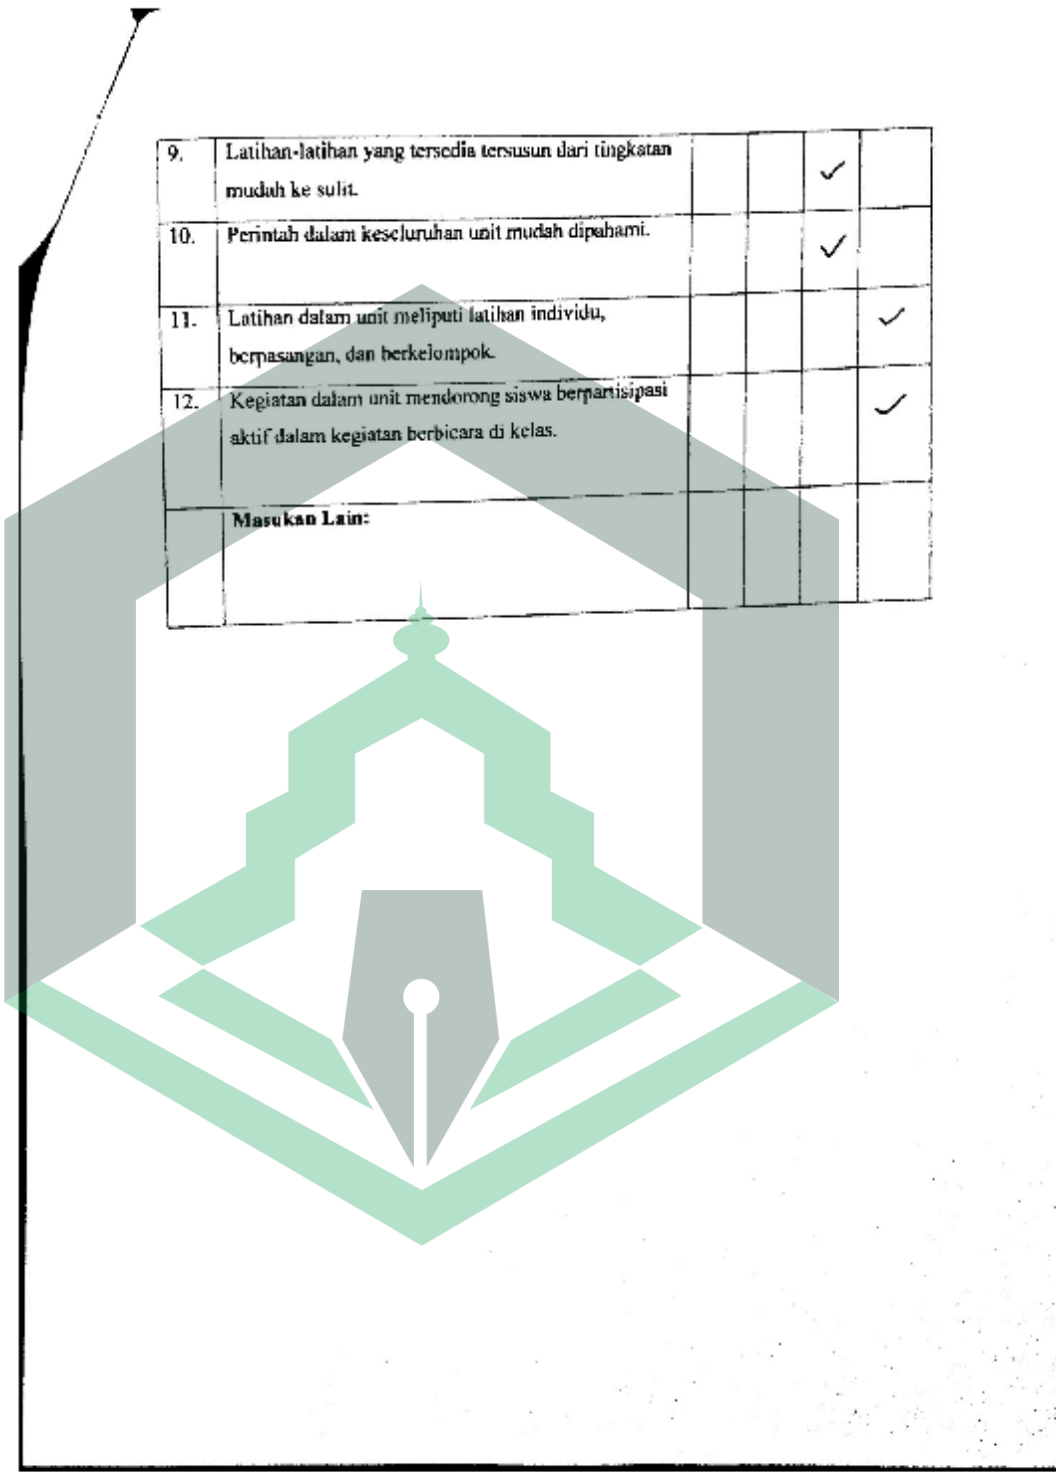 9. Latihan-latihan yang tersedia tersusun dari tingkatan ✓
mudah ke sulit.
10. Perintah dalam keseluruhan unit mudah dipahami. ✓
11. Latihan dalam unit meliputi latihan individu, ✓
berpasangan, dan berkelompok.
12. Kegiatan dalam unit mendorong siswa berpartisipasi ✓
aktif dalam kegiatan berbicara di kelas.
Masukan Lain: